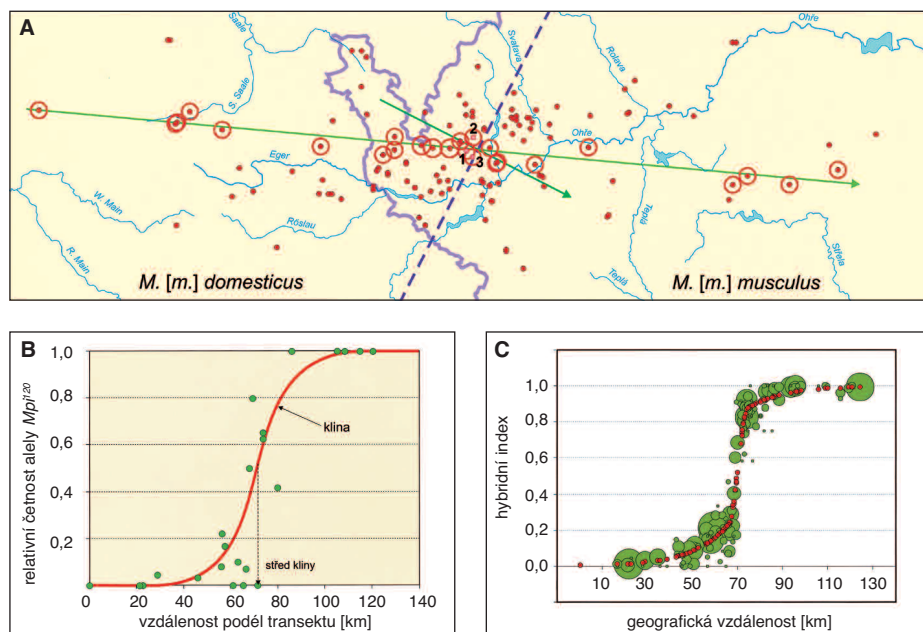 A
Saale
S. Saale
Svatava
Rolava
Ohře
2
Ohře
1
3
Eger
W. Main
Röslau
R. Main
Teplá
Teplá
Střela
M. [m.] domesticus
M. [m.] musculus
B
relativní četnost alely Mpi¹²⁰
1,0
0,8
0,6
0,4
0,2
klina
střed kliny
0 20 40 60 80 100 120 140
vzdálenost podél transektu [km]
C
hybridní index
1,0
0,8
0,6
0,4
0,2
0,0
10 30 50 70 90 110 130
geografická vzdálenost [km]